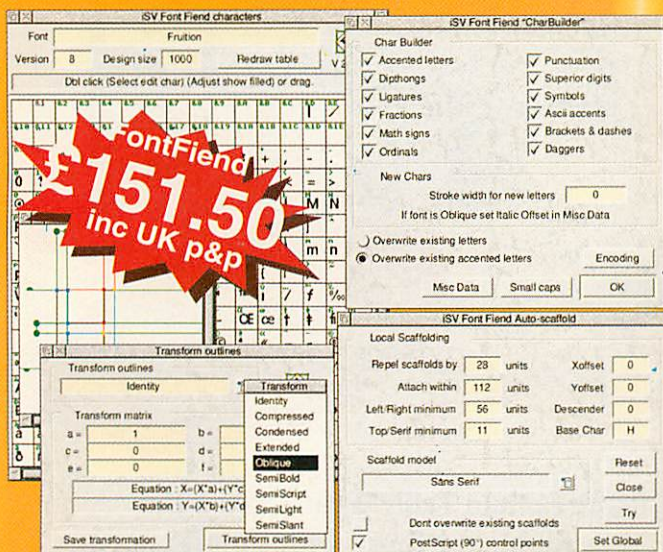 iSV Font Fiend characters
Font Fruition
Version 8 Design size 1000 Redraw table
Dbl click (Select edit char) (Adjust show filled) or drag.
FontFiend
£151.50
inc UK p&p
iSV Font Fiend "CharBuilder"
Char Builder
Accented letters
Dipthongs
Ligatures
Fractions
Math signs
Ordinals
Punctuation
Superior digits
Symbols
Ascii accents
Brackets & dashes
Daggers
New Chars
Stroke width for new letters 0
If font is Oblique set Italic Offset in Misc Data
Overwrite existing letters
Overwrite existing accented letters
Encoding
Misc Data Small caps OK
Transform outlines
Transform outlines
Identity
Transform matrix
a = 1 b =
c = 0 d =
e = 0 f =
Equation : X=(X*a)+(Y*c
Equation : Y=(X*b)+(Y*d
Save transformation Transform outlines
Transform
Identity
Compressed
Condensed
Extended
Oblique
SemiBold
SemiScript
SemiLight
SemiSlant
iSV Font Fiend Auto-scaffold
Local Scaffolding
Repel scaffolds by 28 units Xoffset 0
Attach within 112 units Yoffset 0
Left/Right minimum 56 units Descender 0
Top/Serif minimum 11 units Base Char H
Scaffold model
Sans Serif
Reset
Close
Try
Dont overwrite existing scaffolds
PostScript (90°) control points
Set Global